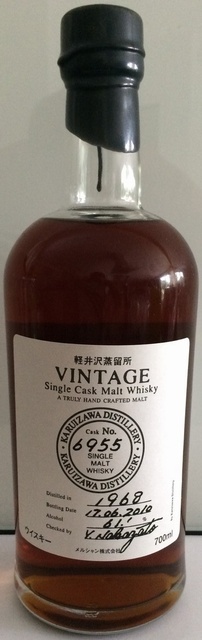 軽井沢蒸留所
VINTAGE
Single Cask Malt Whisky
A TRULY HAND CRAFTED MALT
KARUIZAWA DISTILLERY
Cask No.
6955
SINGLE
MALT
WHISKY
KARUIZAWA DISTILLERY
Distilled in 1968
Bottling Date 17.06.2010
Alcohol 61.1
Checked by Y. Nakazato
ウイスキー
メルシャン株式会社
700ml